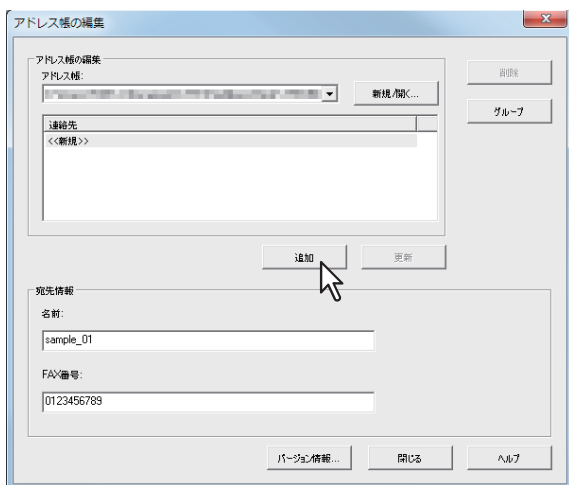 アドレス帳の編集
アドレス帳の編集
アドレス帳:
新規/開く...
削除
グループ
連絡先
<<新規>>
追加
更新
宛先情報
名前:
sample_01
FAX番号:
0123456789
バージョン情報...
閉じる
ヘルプ